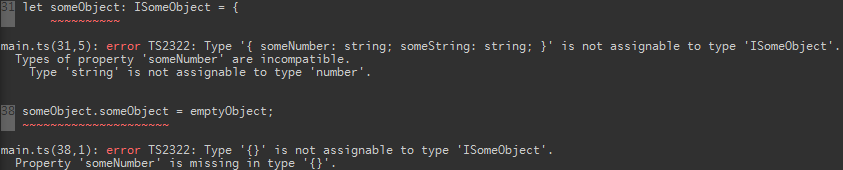 31 let someObject: ISomeObject = {
~~~~~~~~~~
main.ts(31,5): error TS2322: Type '{ someNumber: string; someString: string; }' is not assignable to type 'ISomeObject'.
Types of property 'someNumber' are incompatible.
Type 'string' is not assignable to type 'number'.
38 someObject.someObject = emptyObject;
~~~~~~~~~~~~~~~~~~~~~
main.ts(38,1): error TS2322: Type '{}' is not assignable to type 'ISomeObject'.
Property 'someNumber' is missing in type '{}'.